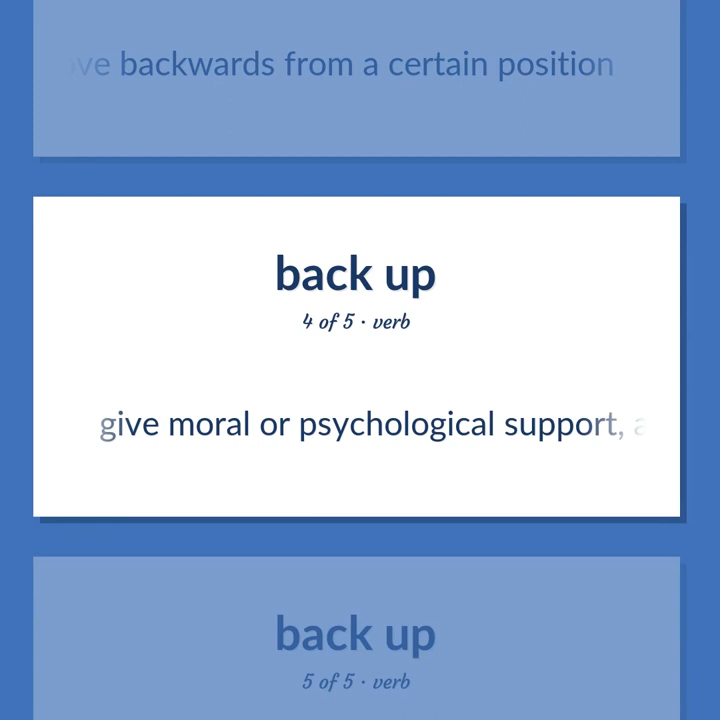 backwards from a certain position
back up
4 of 5 · verb
give moral or psychological support,
back up
5 of 5 · verb